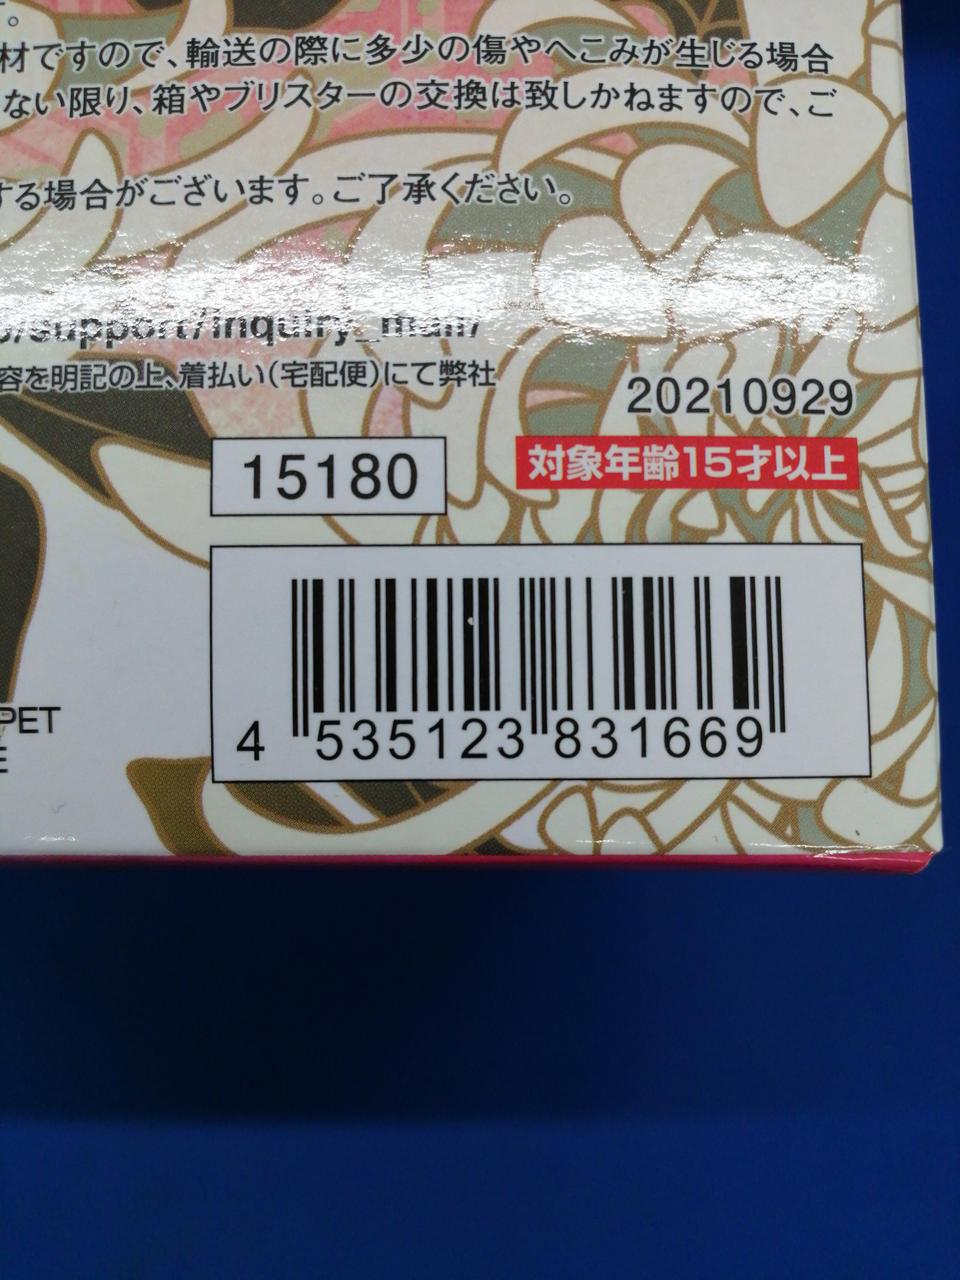 す。
材ですので、輸送の際に多少の傷やへこみが生じる場合
ない限り、箱やブリスターの交換は致しかねますので、ご
する場合がございます。ご了承ください。
/support/inquiry_mail/
容を明記の上、着払い(宅配便)にて弊社
20210929
15180
対象年齢15才以上
4 535123 831669
PET
E